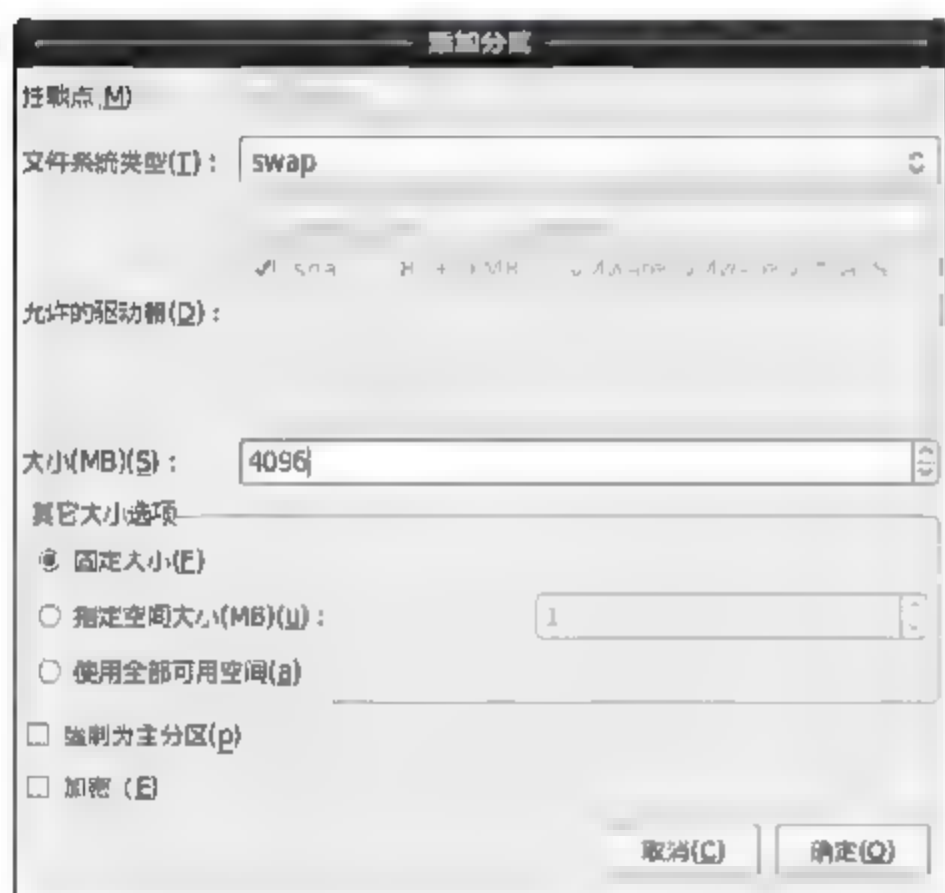 添加分区
挂载点 M)
文件系统类型(T)： swap
允许的驱动器(D)：
大小(MB)(S)： 4096
其它大小选项
固定大小(F)
指定空间大小(MB)(u)： 1
使用全部可用空间(a)
强制为主分区(p)
加密 (E)
取消(C) 确定(O)